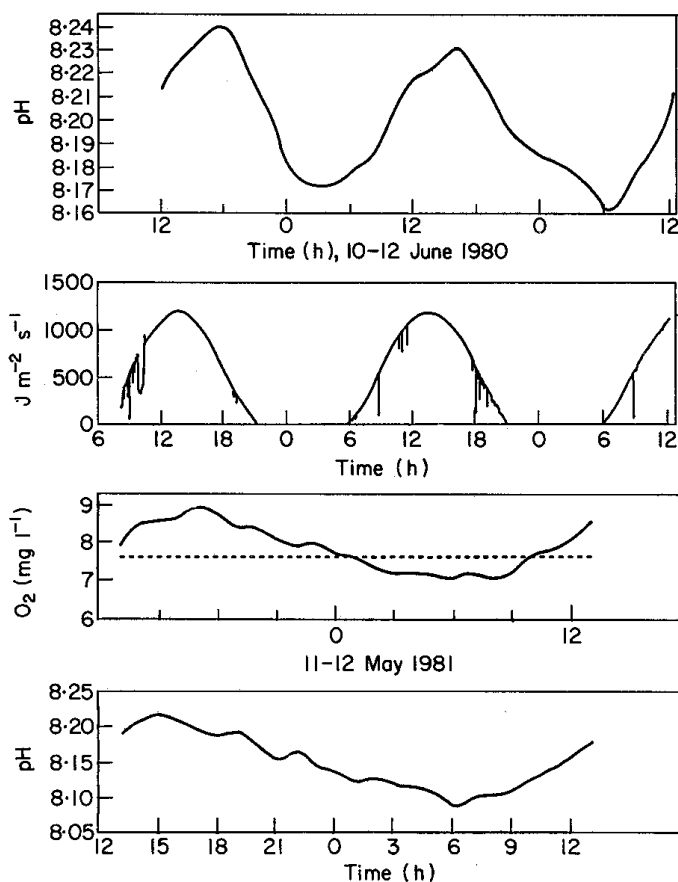 pH
8·24
8·23
8·22
8·21
8·19
8·18
8·17
8·16
12 0 12 0 12
Time (h), 10–12 June 1980
J m⁻² s⁻¹
1500
1000
500
0
6 12 18 0 6 12 18 0 6 12
Time (h)
O₂ (mg l⁻¹)
9
8
7
6
0 12
11–12 May 1981
pH
8·25
8·20
8·15
8·10
8·05
12 15 18 21 0 3 6 9 12
Time (h)